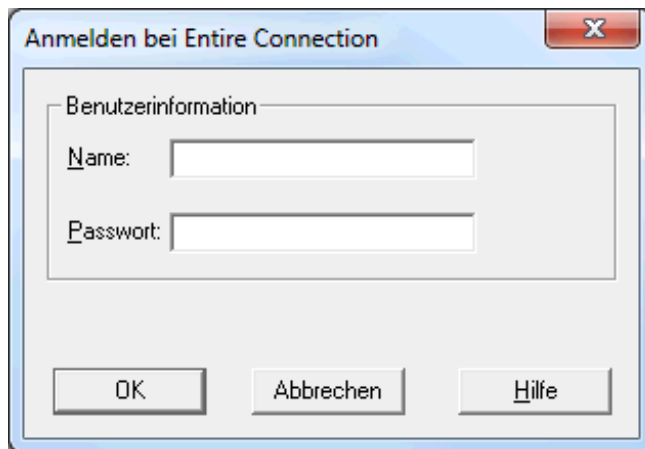 Anmelden bei Entire Connection
Benutzerinformation
Name:
Passwort:
OK Abbrechen Hilfe